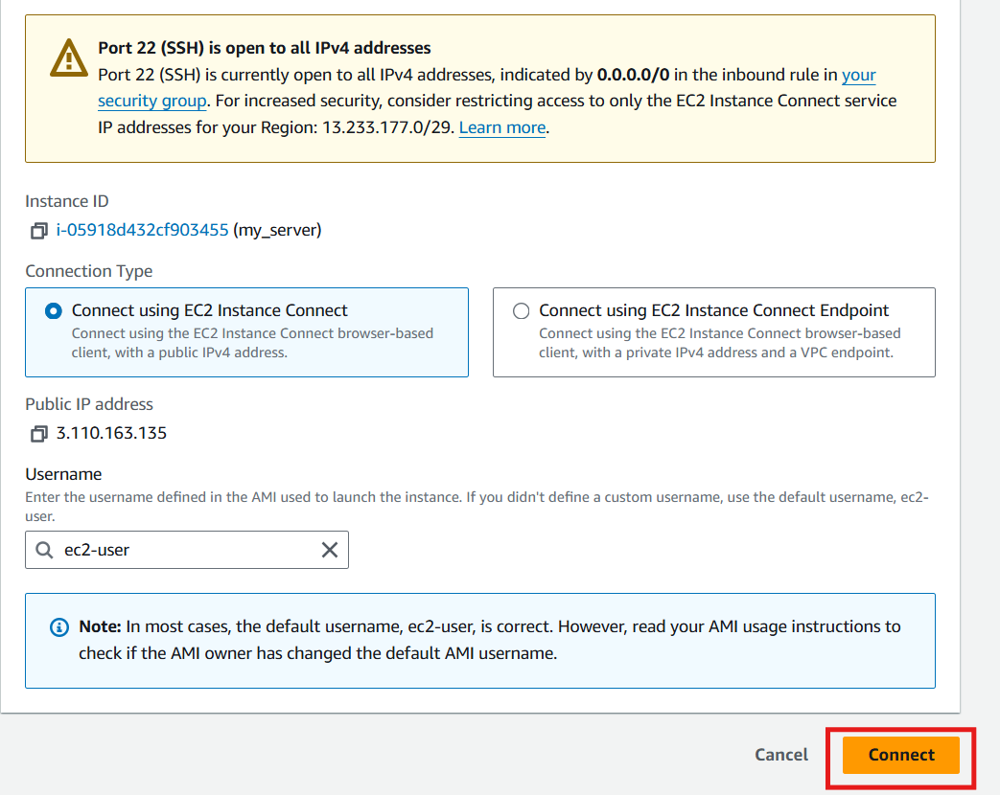 Port 22 (SSH) is open to all IPv4 addresses
Port 22 (SSH) is currently open to all IPv4 addresses, indicated by 0.0.0.0/0 in the inbound rule in your
security group. For increased security, consider restricting access to only the EC2 Instance Connect service
IP addresses for your Region: 13.233.177.0/29. Learn more.
Instance ID
i-05918d432cf903455 (my_server)
Connection Type
Connect using EC2 Instance Connect
Connect using the EC2 Instance Connect browser-based
client, with a public IPv4 address.
Connect using EC2 Instance Connect Endpoint
Connect using the EC2 Instance Connect browser-based
client, with a private IPv4 address and a VPC endpoint.
Public IP address
3.110.163.135
Username
Enter the username defined in the AMI used to launch the instance. If you didn't define a custom username, use the default username, ec2-
user.
ec2-user
Note: In most cases, the default username, ec2-user, is correct. However, read your AMI usage instructions to
check if the AMI owner has changed the default AMI username.
Cancel
Connect